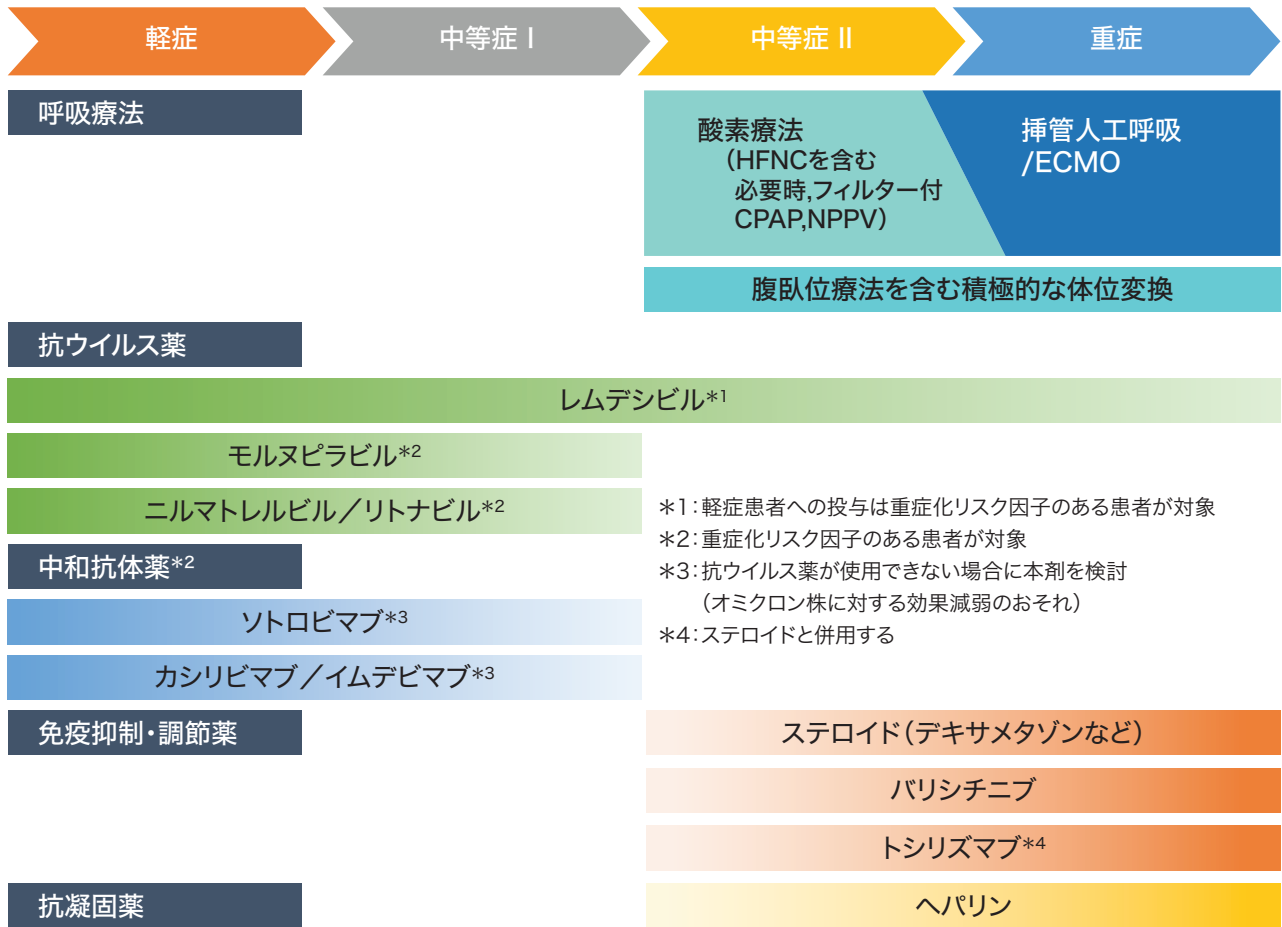 軽症
中等症 I
中等症 II
重症
呼吸療法
酸素療法
(HFNCを含む
必要時,フィルター付
CPAP,NPPV)
挿管人工呼吸
/ECMO
腹臥位療法を含む積極的な体位変換
抗ウイルス薬
レムデシビル*1
モルヌピラビル*2
ニルマトレルビル／リトナビル*2
中和抗体薬*2
ソトロビマブ*3
カシリビマブ／イムデビマブ*3
*1:軽症患者への投与は重症化リスク因子のある患者が対象
*2:重症化リスク因子のある患者が対象
*3:抗ウイルス薬が使用できない場合に本剤を検討
(オミクロン株に対する効果減弱のおそれ)
*4:ステロイドと併用する
免疫抑制・調節薬
ステロイド(デキサメタゾンなど)
バリシチニブ
トシリズマブ*4
抗凝固薬
ヘパリン